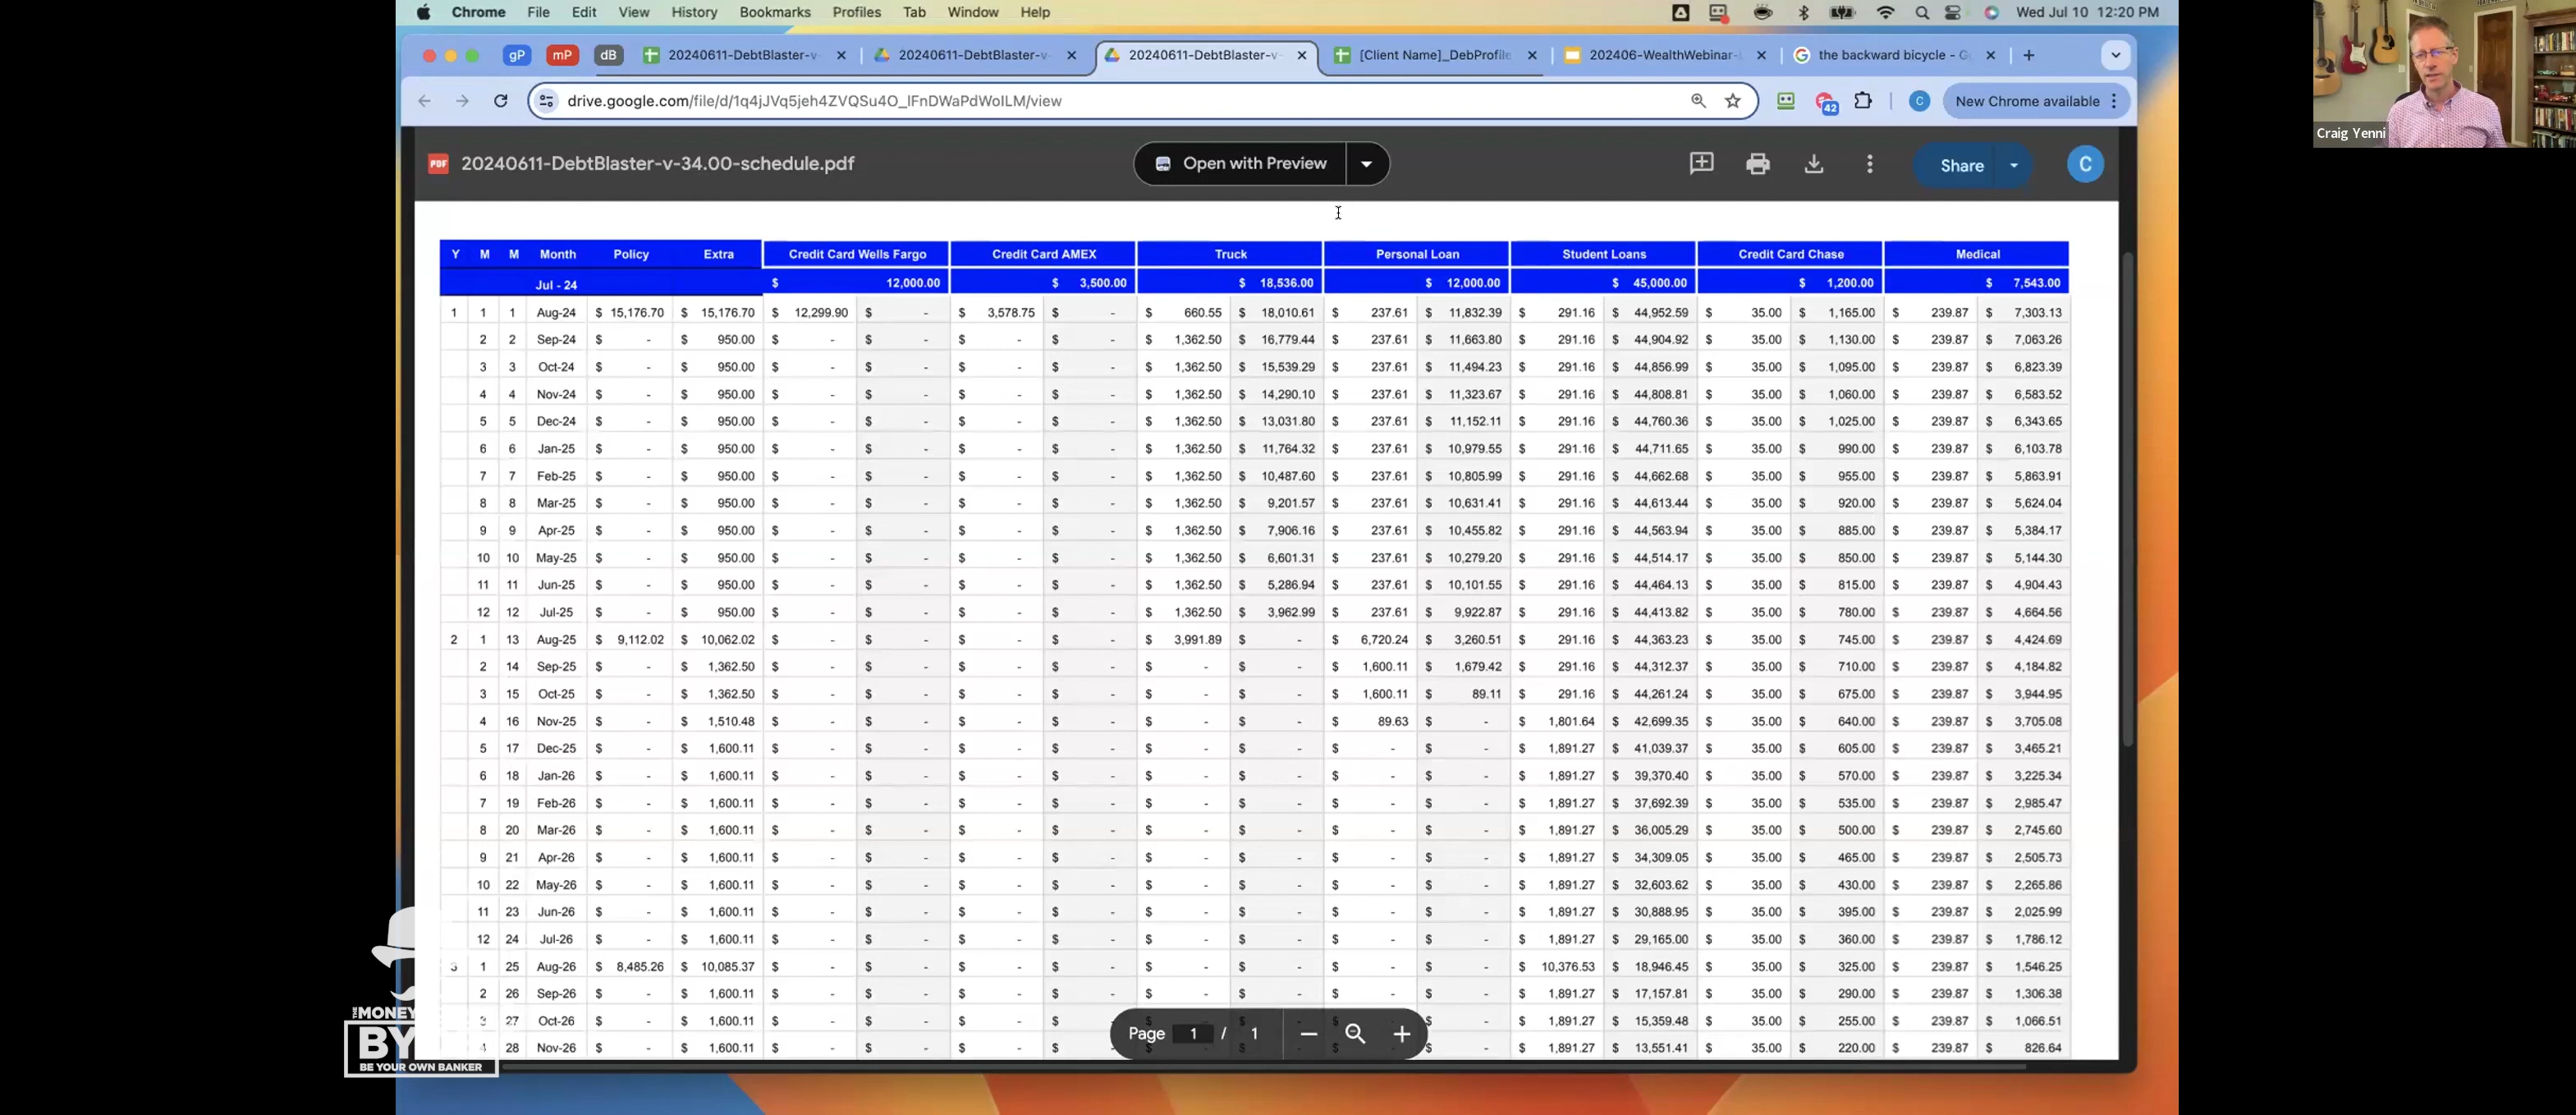 Chrome File Edit View History Bookmarks Profiles Tab Window Help Wed Jul 10 12:20 PM
gP mP dB 20240611-DebtBlaster-v- 20240611-DebtBlaster-v- 20240611-DebtBlaster-v- [Client Name]_DebProfile 202406-WealthWebinar- the backward bicycle - G
drive.google.com/file/d/1q4jJVq5jeh4ZVQSu4O_lFnDWaPdWoILM/view 42 C New Chrome available
Craig Yenni
PDF 20240611-DebtBlaster-v-34.00-schedule.pdf Open with Preview Share C
Y M M Month Policy Extra Credit Card Wells Fargo Credit Card AMEX Truck Personal Loan Student Loans Credit Card Chase Medical
Jul - 24 $ 12,000.00 $ 3,500.00 $ 18,536.00 $ 12,000.00 $ 45,000.00 $ 1,200.00 $ 7,543.00
1 1 1 Aug-24 $ 15,176.70 $ 15,176.70 $ 12,299.90 $ - $ 3,578.75 $ - $ 660.55 $ 18,010.61 $ 237.61 $ 11,832.39 $ 291.16 $ 44,952.59 $ 35.00 $ 1,165.00 $ 239.87 $ 7,303.13
2 2 Sep-24 $ - $ 950.00 $ - $ - $ - $ - $ 1,362.50 $ 16,779.44 $ 237.61 $ 11,663.80 $ 291.16 $ 44,904.92 $ 35.00 $ 1,130.00 $ 239.87 $ 7,063.26
3 3 Oct-24 $ - $ 950.00 $ - $ - $ - $ - $ 1,362.50 $ 15,539.29 $ 237.61 $ 11,494.23 $ 291.16 $ 44,856.99 $ 35.00 $ 1,095.00 $ 239.87 $ 6,823.39
4 4 Nov-24 $ - $ 950.00 $ - $ - $ - $ - $ 1,362.50 $ 14,290.10 $ 237.61 $ 11,323.67 $ 291.16 $ 44,808.81 $ 35.00 $ 1,060.00 $ 239.87 $ 6,583.52
5 5 Dec-24 $ - $ 950.00 $ - $ - $ - $ - $ 1,362.50 $ 13,031.80 $ 237.61 $ 11,152.11 $ 291.16 $ 44,760.36 $ 35.00 $ 1,025.00 $ 239.87 $ 6,343.65
6 6 Jan-25 $ - $ 950.00 $ - $ - $ - $ - $ 1,362.50 $ 11,764.32 $ 237.61 $ 10,979.55 $ 291.16 $ 44,711.65 $ 35.00 $ 990.00 $ 239.87 $ 6,103.78
7 7 Feb-25 $ - $ 950.00 $ - $ - $ - $ - $ 1,362.50 $ 10,487.60 $ 237.61 $ 10,805.99 $ 291.16 $ 44,662.68 $ 35.00 $ 955.00 $ 239.87 $ 5,863.91
8 8 Mar-25 $ - $ 950.00 $ - $ - $ - $ - $ 1,362.50 $ 9,201.57 $ 237.61 $ 10,631.41 $ 291.16 $ 44,613.44 $ 35.00 $ 920.00 $ 239.87 $ 5,624.04
9 9 Apr-25 $ - $ 950.00 $ - $ - $ - $ - $ 1,362.50 $ 7,906.16 $ 237.61 $ 10,455.82 $ 291.16 $ 44,563.94 $ 35.00 $ 885.00 $ 239.87 $ 5,384.17
10 10 May-25 $ - $ 950.00 $ - $ - $ - $ - $ 1,362.50 $ 6,601.31 $ 237.61 $ 10,279.20 $ 291.16 $ 44,514.17 $ 35.00 $ 850.00 $ 239.87 $ 5,144.30
11 11 Jun-25 $ - $ 950.00 $ - $ - $ - $ - $ 1,362.50 $ 5,286.94 $ 237.61 $ 10,101.55 $ 291.16 $ 44,464.13 $ 35.00 $ 815.00 $ 239.87 $ 4,904.43
12 12 Jul-25 $ - $ 950.00 $ - $ - $ - $ - $ 1,362.50 $ 3,962.99 $ 237.61 $ 9,922.87 $ 291.16 $ 44,413.82 $ 35.00 $ 780.00 $ 239.87 $ 4,664.56
2 1 13 Aug-25 $ 9,112.02 $ 10,062.02 $ - $ - $ - $ - $ 3,991.89 $ - $ 6,720.24 $ 3,260.51 $ 291.16 $ 44,363.23 $ 35.00 $ 745.00 $ 239.87 $ 4,424.69
2 14 Sep-25 $ - $ 1,362.50 $ - $ - $ - $ - $ - $ - $ 1,600.11 $ 1,679.42 $ 291.16 $ 44,312.37 $ 35.00 $ 710.00 $ 239.87 $ 4,184.82
3 15 Oct-25 $ - $ 1,362.50 $ - $ - $ - $ - $ - $ - $ 1,600.11 $ 89.11 $ 291.16 $ 44,261.24 $ 35.00 $ 675.00 $ 239.87 $ 3,944.95
4 16 Nov-25 $ - $ 1,510.48 $ - $ - $ - $ - $ - $ - $ 89.63 $ - $ 1,801.64 $ 42,699.35 $ 35.00 $ 640.00 $ 239.87 $ 3,705.08
5 17 Dec-25 $ - $ 1,600.11 $ - $ - $ - $ - $ - $ - $ - $ - $ 1,891.27 $ 41,039.37 $ 35.00 $ 605.00 $ 239.87 $ 3,465.21
6 18 Jan-26 $ - $ 1,600.11 $ - $ - $ - $ - $ - $ - $ - $ - $ 1,891.27 $ 39,370.40 $ 35.00 $ 570.00 $ 239.87 $ 3,225.34
7 19 Feb-26 $ - $ 1,600.11 $ - $ - $ - $ - $ - $ - $ - $ - $ 1,891.27 $ 37,692.39 $ 35.00 $ 535.00 $ 239.87 $ 2,985.47
8 20 Mar-26 $ - $ 1,600.11 $ - $ - $ - $ - $ - $ - $ - $ - $ 1,891.27 $ 36,005.29 $ 35.00 $ 500.00 $ 239.87 $ 2,745.60
9 21 Apr-26 $ - $ 1,600.11 $ - $ - $ - $ - $ - $ - $ - $ - $ 1,891.27 $ 34,309.05 $ 35.00 $ 465.00 $ 239.87 $ 2,505.73
10 22 May-26 $ - $ 1,600.11 $ - $ - $ - $ - $ - $ - $ - $ - $ 1,891.27 $ 32,603.62 $ 35.00 $ 430.00 $ 239.87 $ 2,265.86
11 23 Jun-26 $ - $ 1,600.11 $ - $ - $ - $ - $ - $ - $ - $ - $ 1,891.27 $ 30,888.95 $ 35.00 $ 395.00 $ 239.87 $ 2,025.99
12 24 Jul-26 $ - $ 1,600.11 $ - $ - $ - $ - $ - $ - $ - $ - $ 1,891.27 $ 29,165.00 $ 35.00 $ 360.00 $ 239.87 $ 1,786.12
3 1 25 Aug-26 $ 8,485.26 $ 10,085.37 $ - $ - $ - $ - $ - $ - $ - $ - $ 10,376.53 $ 18,946.45 $ 35.00 $ 325.00 $ 239.87 $ 1,546.25
2 26 Sep-26 $ - $ 1,600.11 $ - $ - $ - $ - $ - $ - $ - $ - $ 1,891.27 $ 17,157.81 $ 35.00 $ 290.00 $ 239.87 $ 1,306.38
27 Oct-26 $ - $ 1,600.11 $ - $ - $ - $ $ - $ 1,891.27 $ 15,359.48 $ 35.00 $ 255.00 $ 239.87 $ 1,066.51
28 Nov-26 $ - $ 1,600.11 $ - $ - $ - $ $ - $ 1,891.27 $ 13,551.41 $ 35.00 $ 220.00 $ 239.87 $ 826.64
Page 1 / 1
THE MONEY
BY
BE YOUR OWN BANKER